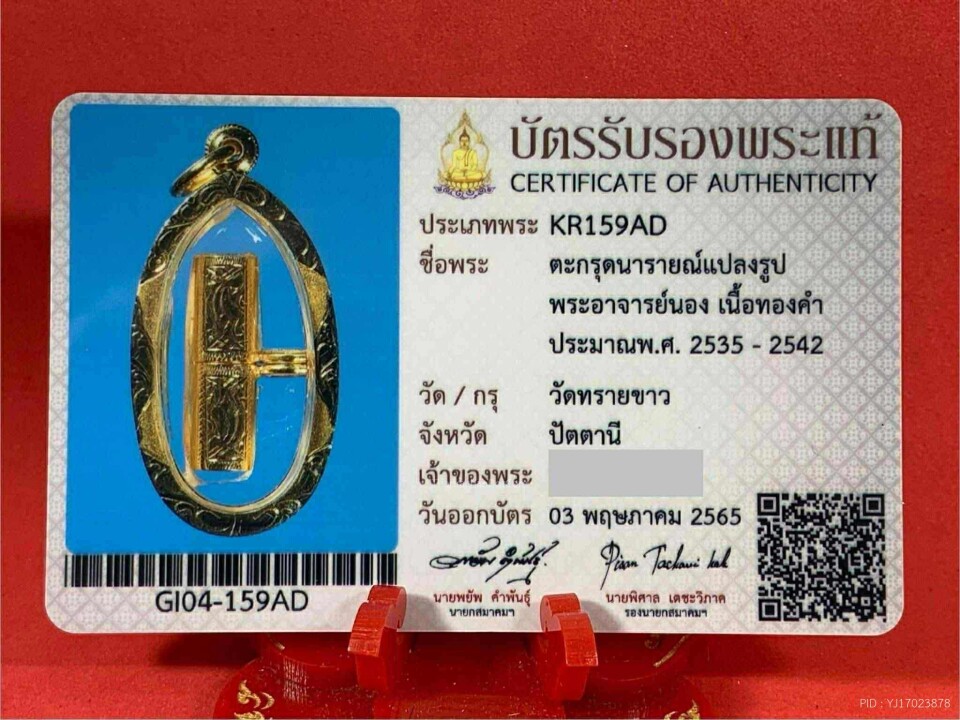 บัตรรับรองพระแท้
CERTIFICATE OF AUTHENTICITY
ประเภทพระ KR159AD
ชื่อพระ ตะกรุดนารายณ์แปลงรูป
พระอาจารย์นอง เนื้อทองคำ
ประมาณพ.ศ. 2535 - 2542
วัด / กรุ วัดทรายขาว
จังหวัด ปัตตานี
เจ้าของพระ
วันออกบัตร 03 พฤษภาคม 2565
นายพยัพ คำพันธุ์ นายพิศาล เตชะวิภาค
นายกสมาคมฯ รองนายกสมาคมฯ
GI04-159AD
PID : YJ17023878